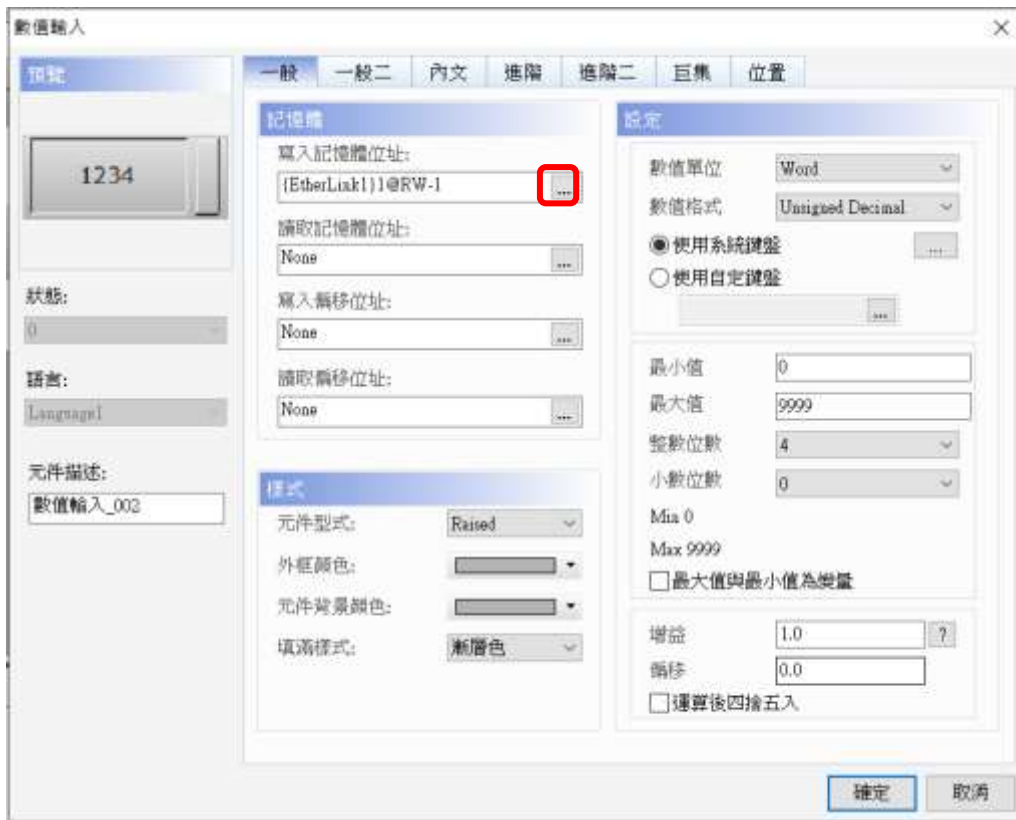 數值輸入
預覽
1234
狀態:
0
語言:
Language1
元件描述:
數值輸入_002
一般 一般二 內文 進階 進階二 巨集 位置
記憶體
寫入記憶體位址:
{EtherLink1}1@RW-1
...
讀取記憶體位址:
None
...
寫入偏移位址:
None
...
讀取偏移位址:
None
...
樣式
元件型式: Raised
外框顏色:
元件背景顏色:
填滿樣式: 漸層色
設定
數值單位 Word
數值格式 Unsigned Decimal
使用系統鍵盤 ...
使用自定鍵盤
...
最小值 0
最大值 9999
整數位數 4
小數位數 0
Min 0
Max 9999
最大值與最小值為變量
增益 1.0 ?
偏移 0.0
運算後四捨五入
確定 取消